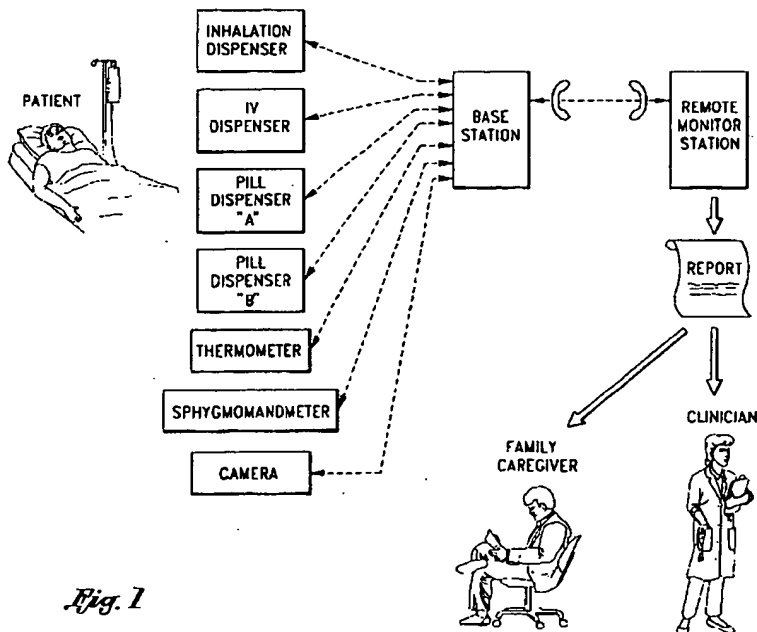 PATIENT
INHALATION
DISPENSER
IV
DISPENSER
PILL
DISPENSER
"A"
PILL
DISPENSER
"B"
THERMOMETER
SPHYGMOMANDMETER
CAMERA
BASE
STATION
REMOTE
MONITOR
STATION
REPORT
FAMILY
CAREGIVER
CLINICIAN
Fig. 1